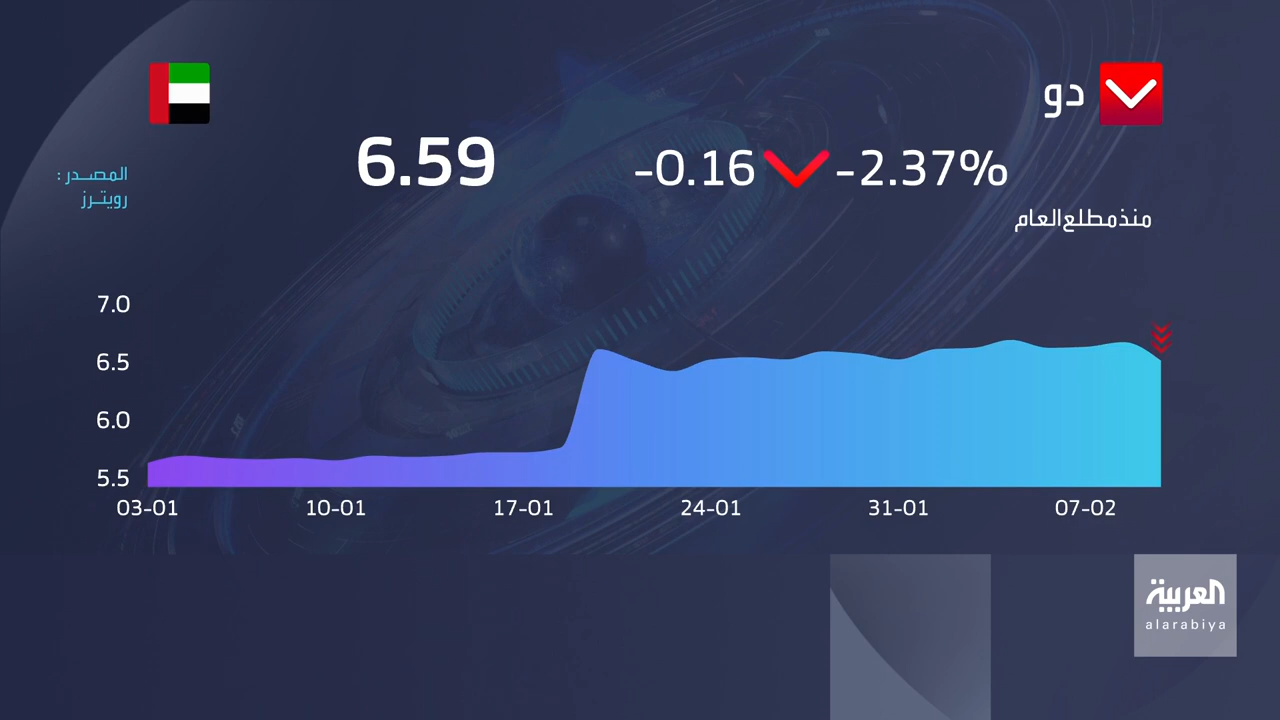 دو
6.59
-0.16 -2.37%
المصدر :
رويترز
منذ مطلع العام
7.0
6.5
6.0
5.5
03-01 10-01 17-01 24-01 31-01 07-02
العربية
alarabiya